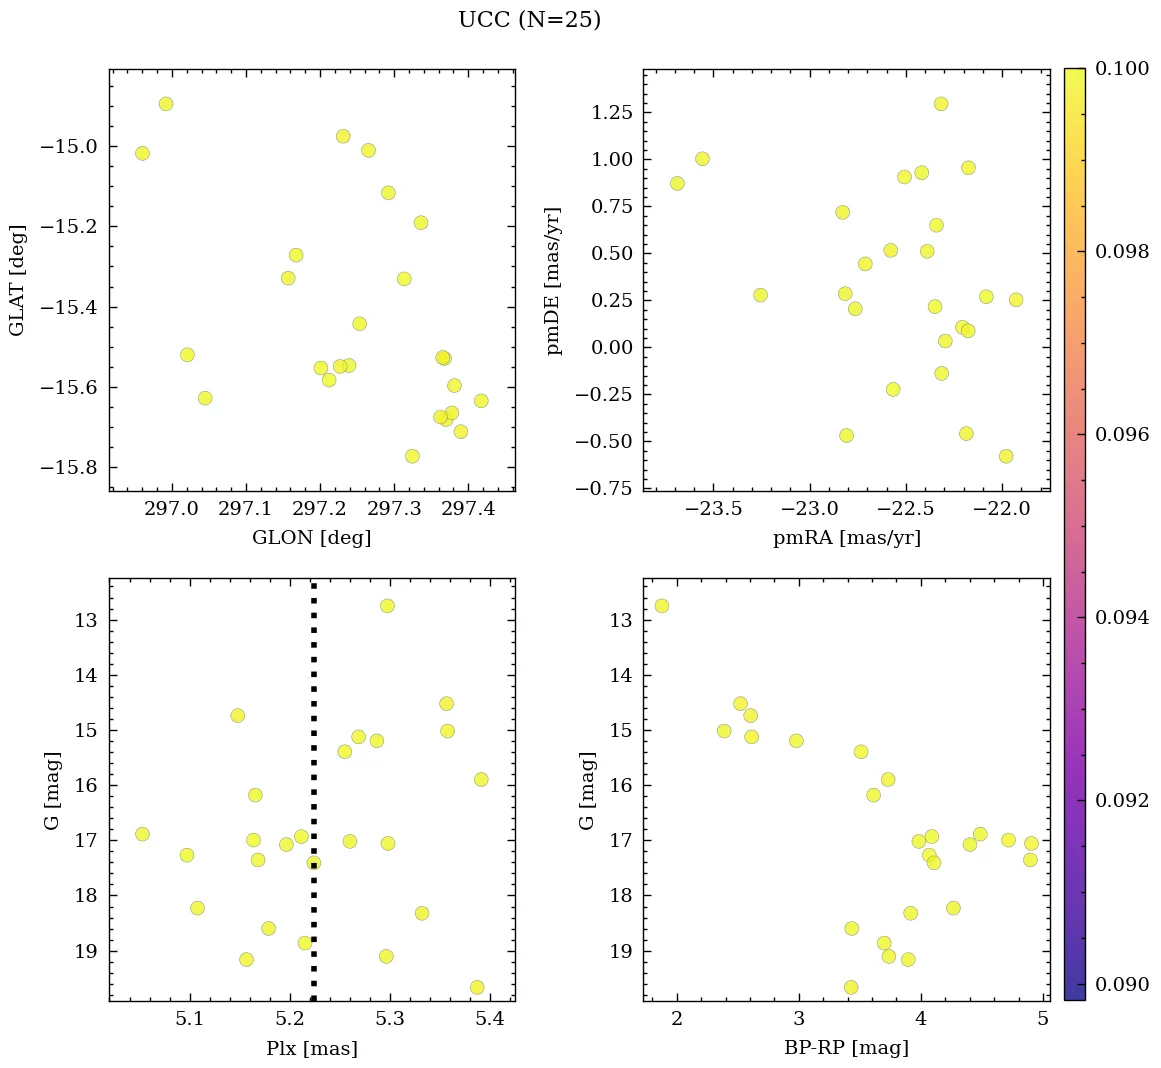 UCC (N=25)
−15.0
−15.2
−15.4
−15.6
−15.8
GLAT [deg]
297.0 297.1 297.2 297.3 297.4
GLON [deg]
1.25
1.00
0.75
0.50
0.25
0.00
−0.25
−0.50
−0.75
pmDE [mas/yr]
−23.5 −23.0 −22.5 −22.0
pmRA [mas/yr]
13
14
15
16
17
18
19
G [mag]
5.1 5.2 5.3 5.4
Plx [mas]
13
14
15
16
17
18
19
G [mag]
2 3 4 5
BP-RP [mag]
0.100
0.098
0.096
0.094
0.092
0.090